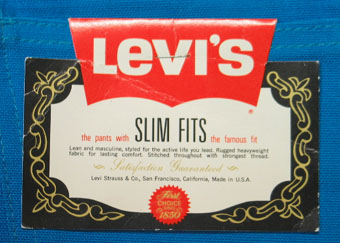 LEVI'S
®
the pants with SLIM FITS the famous fit
Lean and masculine, styled for the active life you lead. Rugged heavyweight
fabric for lasting comfort. Stitched throughout with strongest thread.
Satisfaction Guaranteed
Levi Strauss & Co., San Francisco, California, Made in U.S.A.
First
CHOICE
SINCE
1850